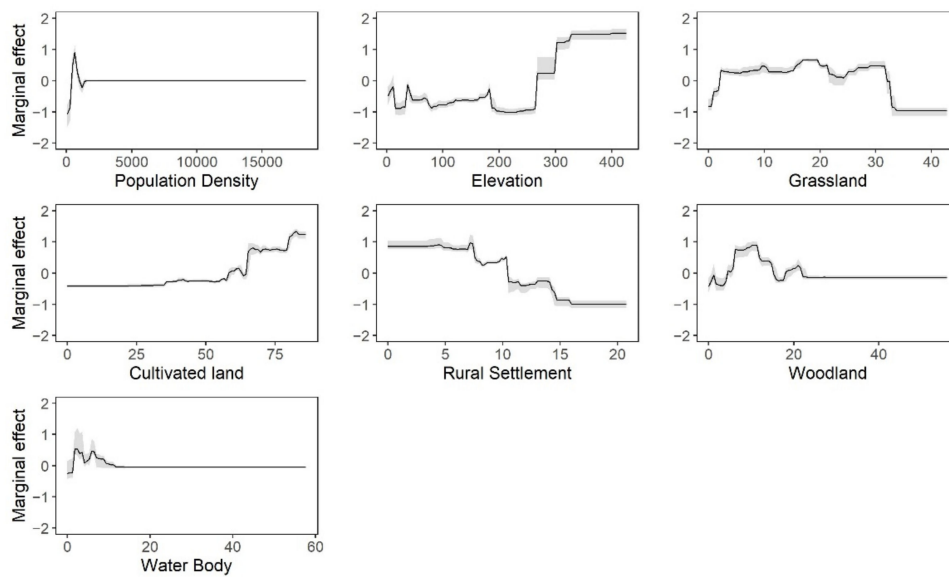 Marginal effect
2
1
0
−1
−2
0 5000 10000 15000
Population Density
2
1
0
−1
−2
0 100 200 300 400
Elevation
2
1
0
−1
−2
0 10 20 30 40
Grassland
Marginal effect
2
1
0
−1
−2
0 25 50 75
Cultivated land
2
1
0
−1
−2
0 5 10 15 20
Rural Settlement
2
1
0
−1
−2
0 20 40
Woodland
Marginal effect
2
1
0
−1
−2
0 20 40 60
Water Body